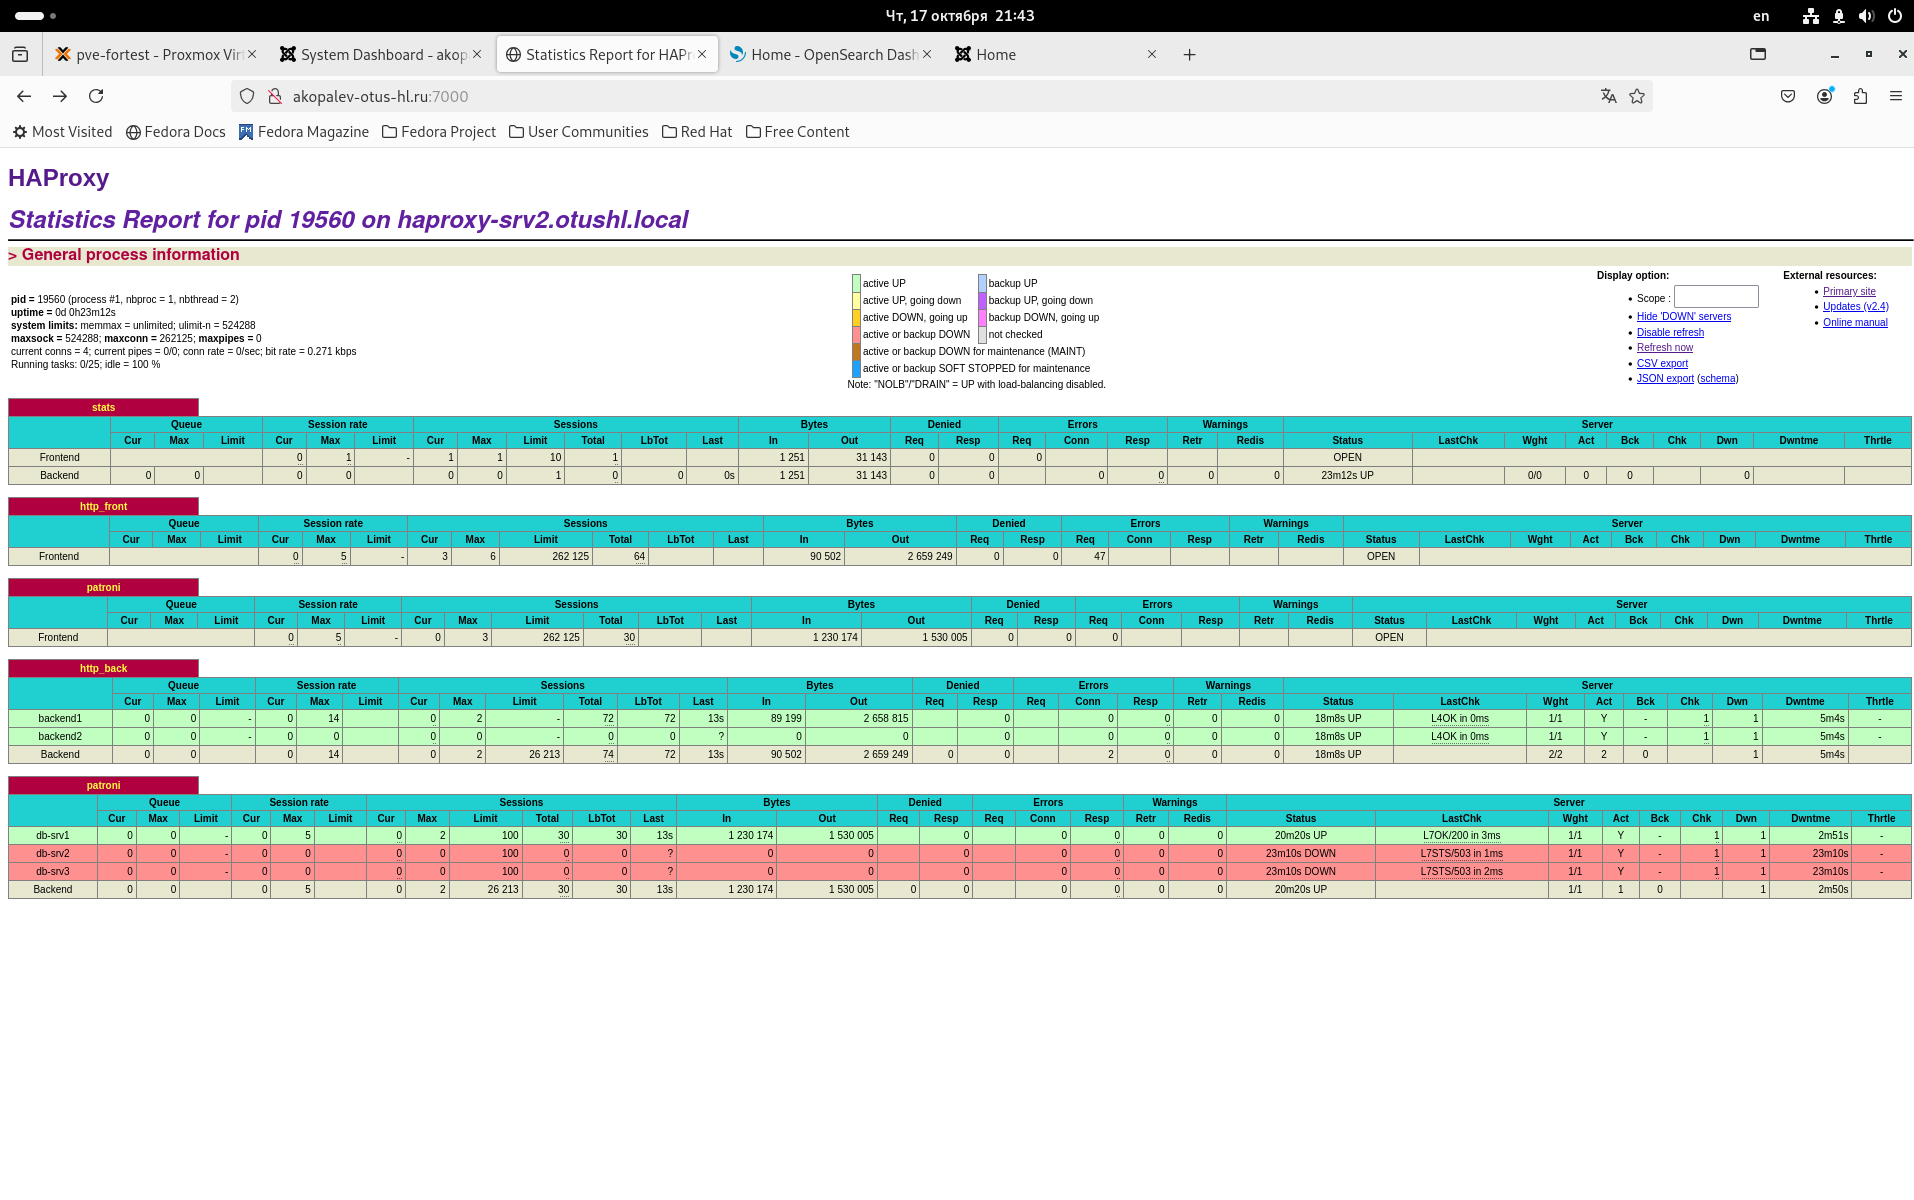 Чт, 17 октября 21:43
en
pve-fortest - Proxmox Virt
System Dashboard - akop
Statistics Report for HAPr
Home - OpenSearch Dash
Home
akopalev-otus-hl.ru:7000
Most Visited Fedora Docs Fedora Magazine Fedora Project User Communities Red Hat Free Content
HAProxy
Statistics Report for pid 19560 on haproxy-srv2.otushl.local
> General process information
pid = 19560 (process #1, nbproc = 1, nbthread = 2)
uptime = 0d 0h23m12s
system limits: memmax = unlimited; ulimit-n = 524288
maxsock = 524288; maxconn = 262125; maxpipes = 0
current conns = 4; current pipes = 0/0; conn rate = 0/sec; bit rate = 0.271 kbps
Running tasks: 0/25; idle = 100 %
active UP backup UP
active UP, going down backup UP, going down
active DOWN, going up backup DOWN, going up
active or backup DOWN not checked
active or backup DOWN for maintenance (MAINT)
active or backup SOFT STOPPED for maintenance
Note: "NOLB"/"DRAIN" = UP with load-balancing disabled.
Display option:
• Scope :
• Hide 'DOWN' servers
• Disable refresh
• Refresh now
• CSV export
• JSON export (schema)
External resources:
• Primary site
• Updates (v2.4)
• Online manual
stats
Queue Session rate Sessions Bytes Denied Errors Warnings Server
Cur Max Limit Cur Max Limit Cur Max Limit Total LbTot Last In Out Req Resp Req Conn Resp Retr Redis Status LastChk Wght Act Bck Chk Dwn Dwntme Thrtle
Frontend 0 1 - 1 1 10 1 1 251 31 143 0 0 0 OPEN
Backend 0 0 0 0 0 0 1 0 0 0s 1 251 31 143 0 0 0 0 0 0 23m12s UP 0/0 0 0 0
http_front
Queue Session rate Sessions Bytes Denied Errors Warnings Server
Cur Max Limit Cur Max Limit Cur Max Limit Total LbTot Last In Out Req Resp Req Conn Resp Retr Redis Status LastChk Wght Act Bck Chk Dwn Dwntme Thrtle
Frontend 0 5 - 3 6 262 125 64 90 502 2 659 249 0 0 47 OPEN
patroni
Queue Session rate Sessions Bytes Denied Errors Warnings Server
Cur Max Limit Cur Max Limit Cur Max Limit Total LbTot Last In Out Req Resp Req Conn Resp Retr Redis Status LastChk Wght Act Bck Chk Dwn Dwntme Thrtle
Frontend 0 5 - 0 3 262 125 30 1 230 174 1 530 005 0 0 0 OPEN
http_back
Queue Session rate Sessions Bytes Denied Errors Warnings Server
Cur Max Limit Cur Max Limit Cur Max Limit Total LbTot Last In Out Req Resp Req Conn Resp Retr Redis Status LastChk Wght Act Bck Chk Dwn Dwntme Thrtle
backend1 0 0 - 0 14 0 2 - 72 72 13s 89 199 2 658 815 0 0 0 0 0 18m8s UP L4OK in 0ms 1/1 Y - 1 1 5m4s -
backend2 0 0 - 0 0 0 0 - 0 0 ? 0 0 0 0 0 0 0 18m8s UP L4OK in 0ms 1/1 Y - 1 1 5m4s -
Backend 0 0 0 14 0 2 26 213 74 72 13s 90 502 2 659 249 0 0 2 0 0 0 18m8s UP 2/2 2 0 1 5m4s
patroni
Queue Session rate Sessions Bytes Denied Errors Warnings Server
Cur Max Limit Cur Max Limit Cur Max Limit Total LbTot Last In Out Req Resp Req Conn Resp Retr Redis Status LastChk Wght Act Bck Chk Dwn Dwntme Thrtle
db-srv1 0 0 - 0 5 0 2 100 30 30 13s 1 230 174 1 530 005 0 0 0 0 0 20m20s UP L7OK/200 in 3ms 1/1 Y - 1 1 2m51s -
db-srv2 0 0 - 0 0 0 0 100 0 0 ? 0 0 0 0 0 0 0 23m10s DOWN L7STS/503 in 1ms 1/1 Y - 1 1 23m10s -
db-srv3 0 0 - 0 0 0 0 100 0 0 ? 0 0 0 0 0 0 0 23m10s DOWN L7STS/503 in 2ms 1/1 Y - 1 1 23m10s -
Backend 0 0 0 5 0 2 26 213 30 30 13s 1 230 174 1 530 005 0 0 0 0 0 0 20m20s UP 1/1 1 0 1 2m50s